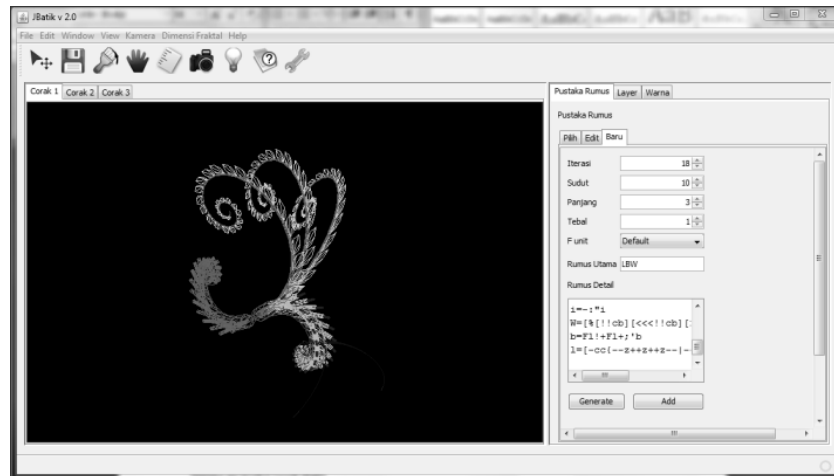 JBatik v 2.0
File Edit Window View Kamera Dimensi Fraktal Help
Corak 1 Corak 2 Corak 3
Pustaka Rumus Layer Warna
Pustaka Rumus
Pilih Edit Baru
Iterasi 18
Sudut 10
Panjang 3
Tebal 1
F unit Default
Rumus Utama LBW
Rumus Detail
i=-;"i
W=[%[!!cb][<<<!!cb][
b=F1!+F1+;'b
l=[-cc{--z++z++z--|-
Generate Add